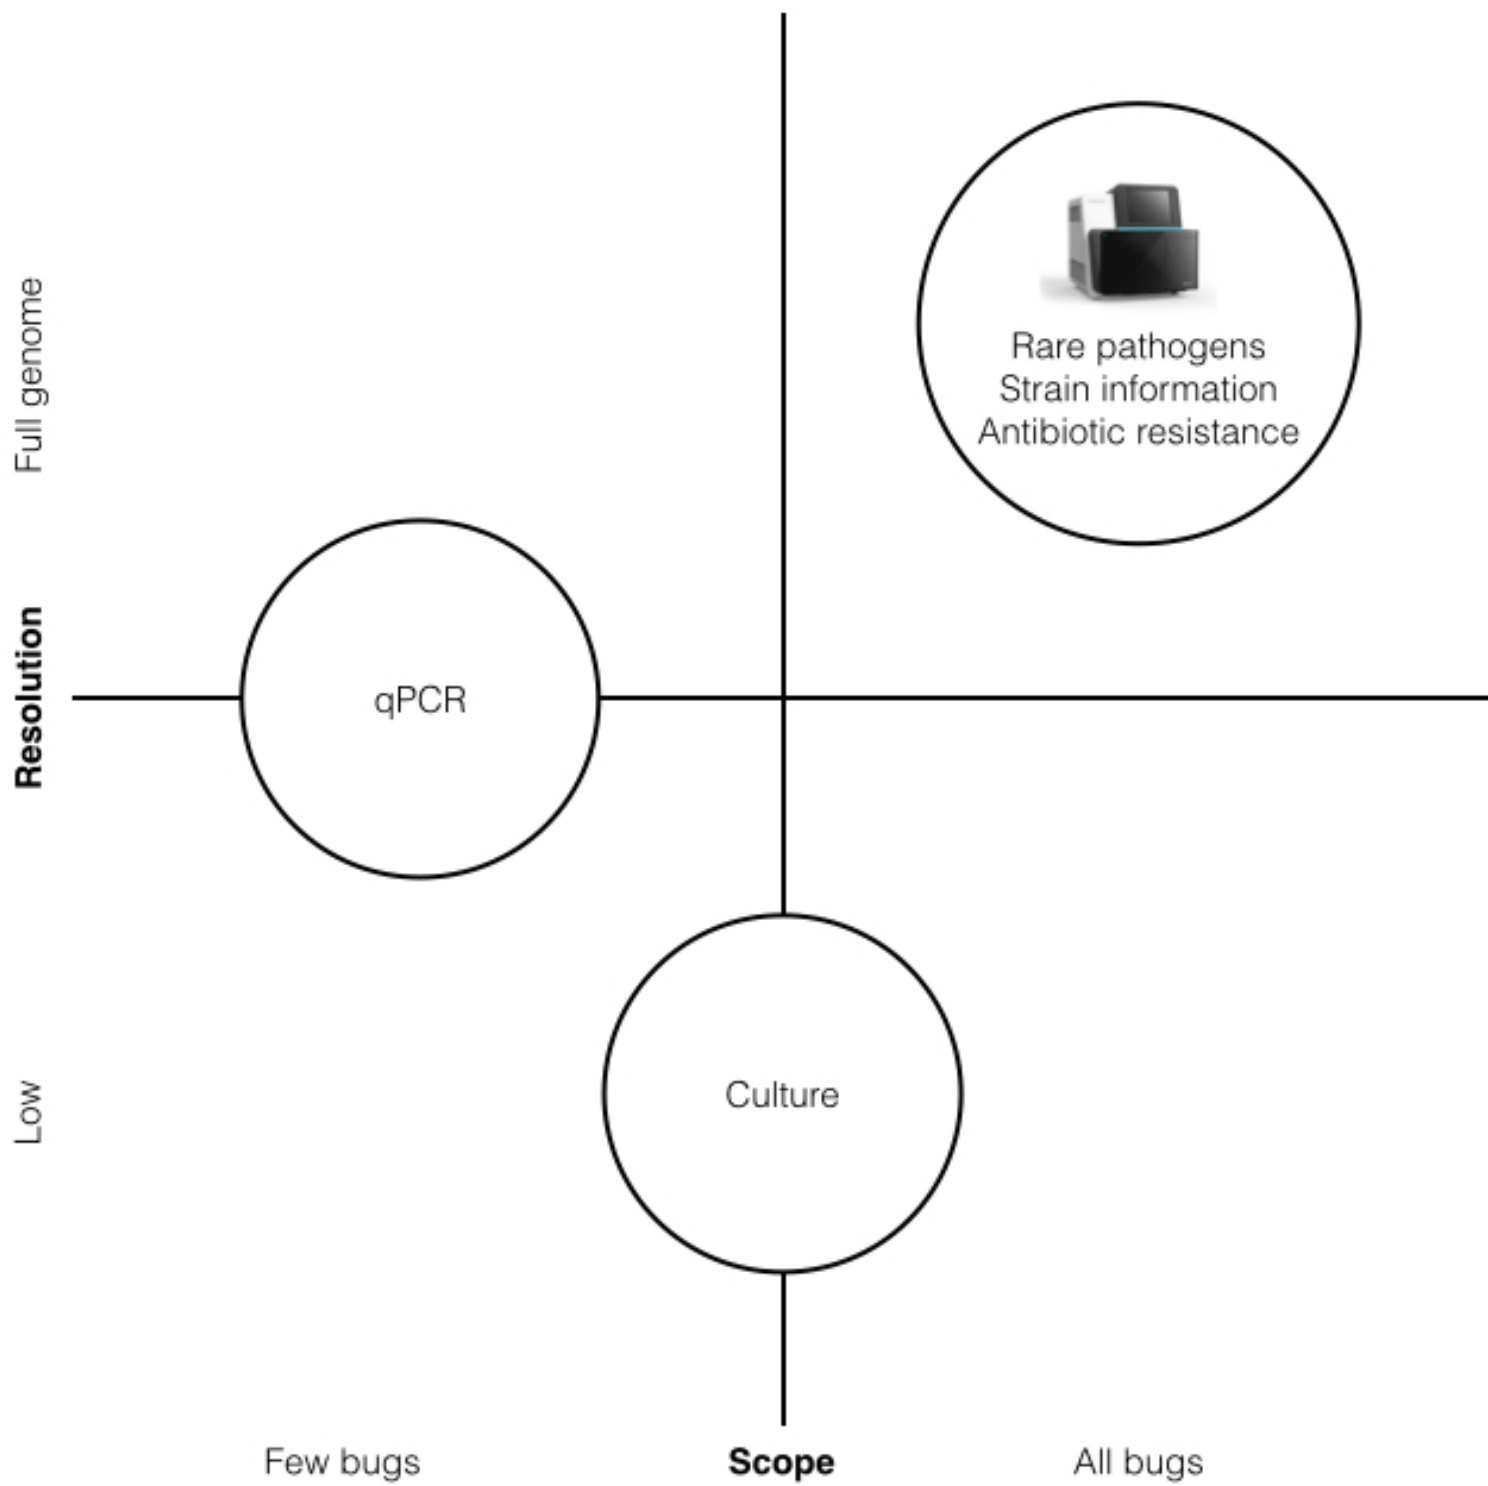 Rare pathogens
Strain information
Antibiotic resistance
Full genome
qPCR
Resolution
Culture
Low
Few bugs
Scope
All bugs